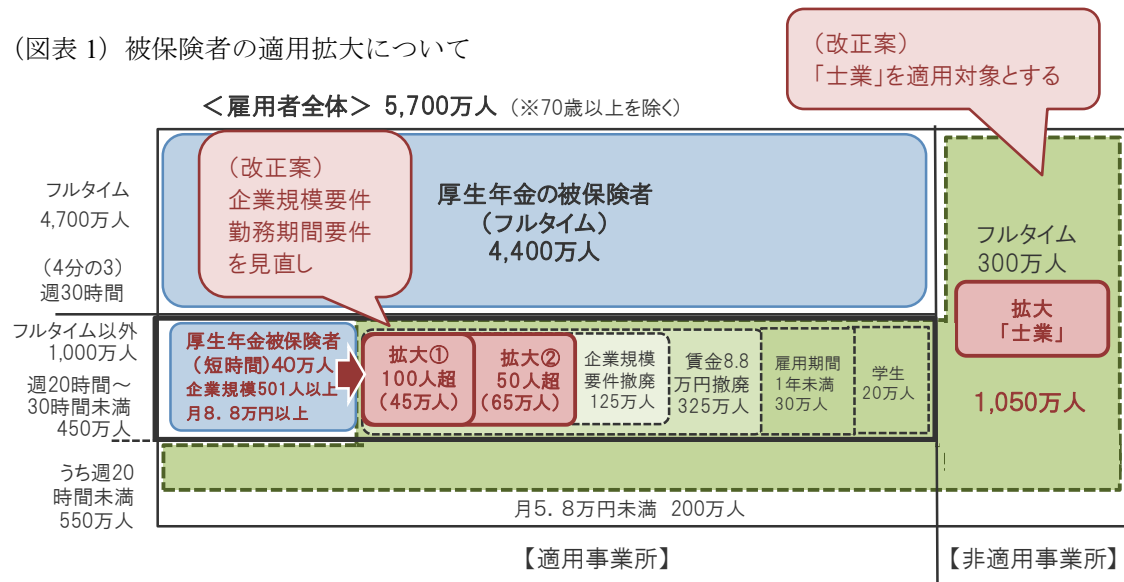 (図表 1) 被保険者の適用拡大について
(改正案)
「士業」を適用対象とする
<雇用者全体> 5,700万人 (※70歳以上を除く)
フルタイム
4,700万人
(4分の3)
週30時間
(改正案)
企業規模要件
勤務期間要件
を見直し
厚生年金の被保険者
(フルタイム)
4,400万人
フルタイム
300万人
拡大
「士業」
1,050万人
フルタイム以外
1,000万人
週20時間~
30時間未満
450万人
厚生年金被保険者
(短時間)40万人
企業規模501人以上
月8.8万円以上
拡大①
100人超
(45万人)
拡大②
50人超
(65万人)
企業規模
要件撤廃
125万人
賃金8.8
万円撤廃
325万人
雇用期間
1年未満
30万人
学生
20万人
うち週20
時間未満
550万人
月5.8万円未満 200万人
【適用事業所】
【非適用事業所】